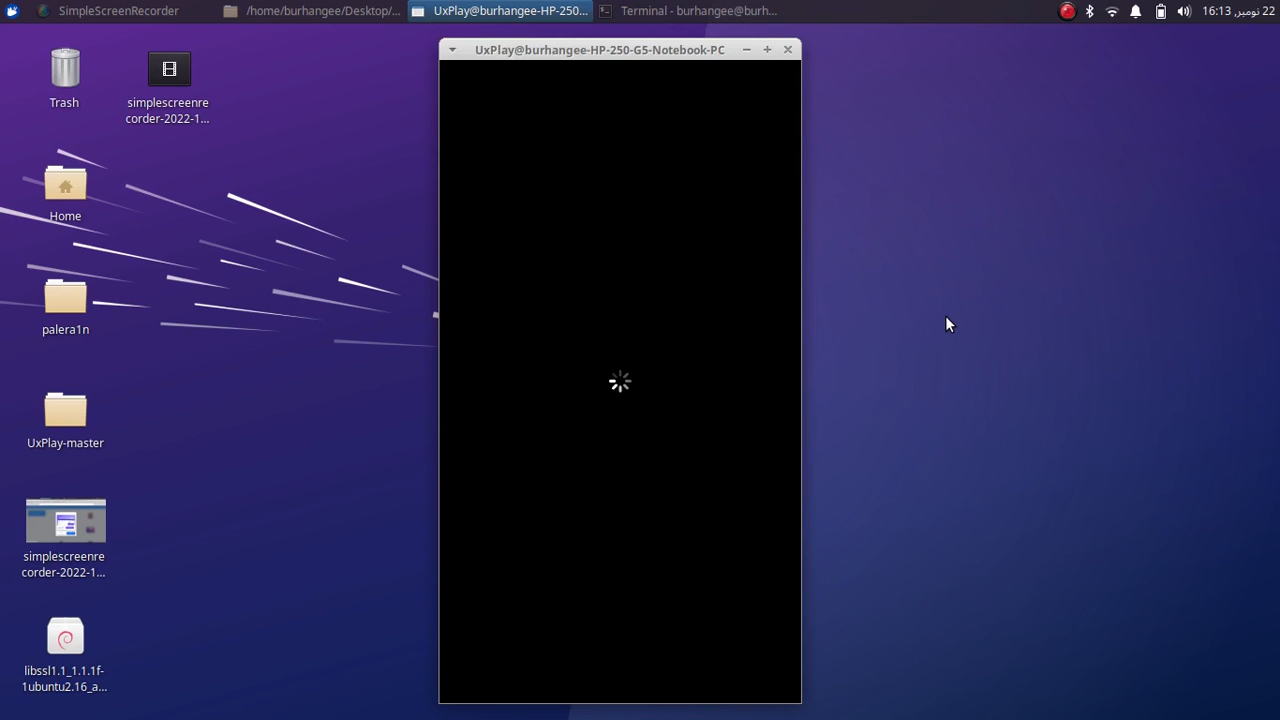 SimpleScreenRecorder
/home/burhangee/Desktop/...
UxPlay@burhangee-HP-250...
Terminal - burhangee@burh...
22 نومبر, 16:13
UxPlay@burhangee-HP-250-G5-Notebook-PC
Trash
simplescreenre
corder-2022-1...
Home
palera1n
UxPlay-master
simplescreenre
corder-2022-1...
libssl1.1_1.1.1f-
1ubuntu2.16_a...